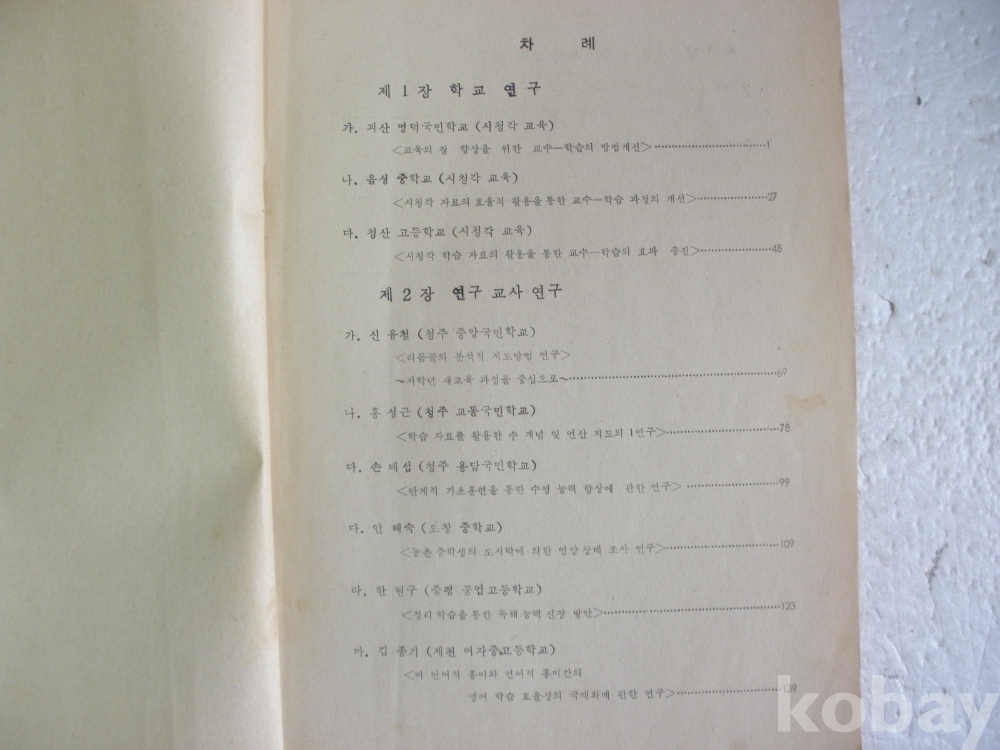 차 례
제 1 장 학교 연구
가. 괴산 명덕국민학교 (시청각 교육)
<교육의 질 향상을 위한 교수—학습의 방법개선>……………………1
나. 음성 중학교 (시청각 교육)
<시청각 자료의 효율적 활용을 통한 교수—학습 과정의 개선>……………27
다. 청산 고등학교 (시청각 교육)
<시청각 학습 자료의 활용을 통한 교수—학습의 효과 증진>……………48
제 2 장 연구 교사 연구
가. 신 유철 (청주 중앙국민학교)
<리듬꼴의 분석적 지도방법 연구>
~저학년 새교육 과정을 중심으로~……………………………………69
나. 홍 성근 (청주 교동국민학교)
<학습 자료를 활용한 수 개념 및 연산 지도의 1연구>……………………78
다. 손 태섭 (청주 용담국민학교)
<단계적 기초훈련을 통한 수영 능력 향상에 관한 연구> …………………99
다. 안 혜숙 (오창 중학교)
<농촌 중학생의 도시락에 의한 영양 상태 조사 연구>……………………109
라. 한 현구 (증평 공업고등학교)
<정리 학습을 통한 독해 능력 신장 방안>…………………………………123
마. 김 종기 (제천 여자중고등학교)
<비 언어적 흥미와 언어적 흥미간의
영어 학습 효율성의 극대화에 관한 연구>……………………139
kobay